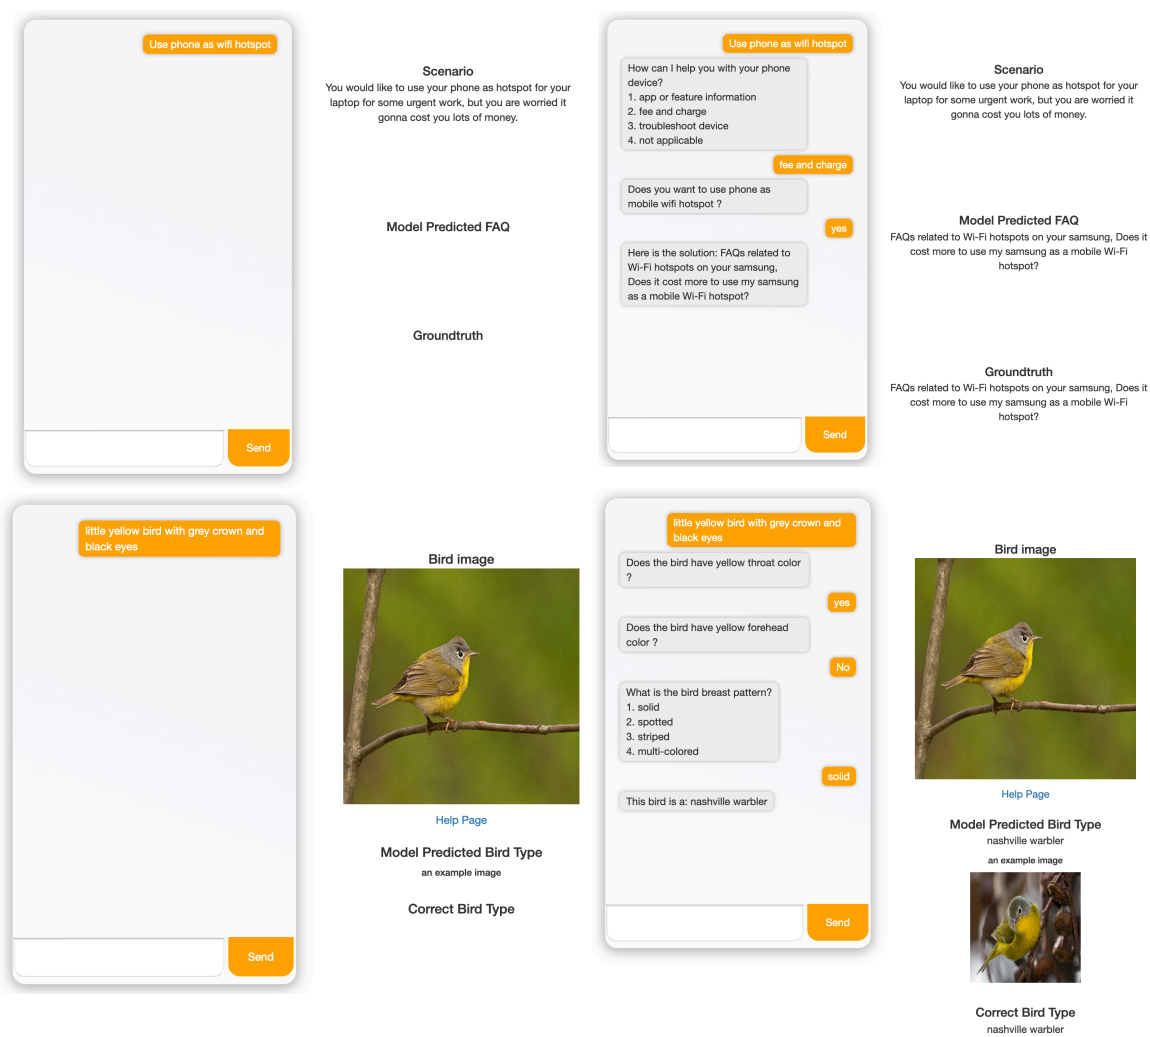 Use phone as wifi hotspot
Send
Scenario
You would like to use your phone as hotspot for your
laptop for some urgent work, but you are worried it
gonna cost you lots of money.
Model Predicted FAQ
Groundtruth
Use phone as wifi hotspot
How can I help you with your phone
device?
1. app or feature information
2. fee and charge
3. troubleshoot device
4. not applicable
fee and charge
Does you want to use phone as
mobile wifi hotspot ?
yes
Here is the solution: FAQs related to
Wi-Fi hotspots on your samsung,
Does it cost more to use my samsung
as a mobile Wi-Fi hotspot?
Send
Scenario
You would like to use your phone as hotspot for your
laptop for some urgent work, but you are worried it
gonna cost you lots of money.
Model Predicted FAQ
FAQs related to Wi-Fi hotspots on your samsung, Does it
cost more to use my samsung as a mobile Wi-Fi
hotspot?
Groundtruth
FAQs related to Wi-Fi hotspots on your samsung, Does it
cost more to use my samsung as a mobile Wi-Fi
hotspot?
little yellow bird with grey crown and
black eyes
Send
Bird image
Help Page
Model Predicted Bird Type
an example image
Correct Bird Type
little yellow bird with grey crown and
black eyes
Does the bird have yellow throat color
?
yes
Does the bird have yellow forehead
color ?
No
What is the bird breast pattern?
1. solid
2. spotted
3. striped
4. multi-colored
solid
This bird is a: nashville warbler
Send
Bird image
Help Page
Model Predicted Bird Type
nashville warbler
an example image
Correct Bird Type
nashville warbler